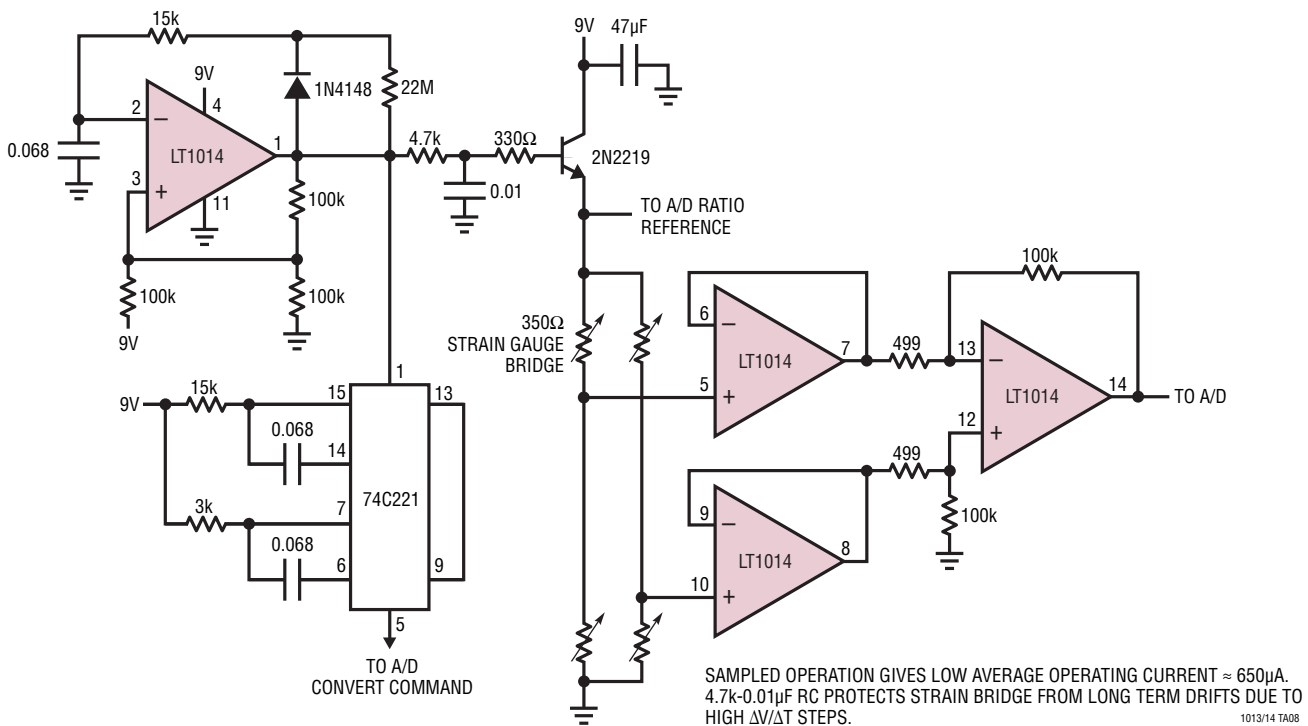 15k
9V
47µF
1N4148
22M
9V
2
4
−
LT1014
1
4.7k
330Ω
2N2219
0.068
3
+
11
100k
0.01
TO A/D RATIO
REFERENCE
100k
100k
9V
100k
350Ω
STRAIN GAUGE
BRIDGE
6
−
LT1014
7
499
13
−
5
+
LT1014
14
TO A/D
12
+
1
9V
15k
15
13
0.068
14
499
74C221
3k
7
9
−
LT1014
8
100k
0.068
6
9
10
+
5
TO A/D
CONVERT COMMAND
SAMPLED OPERATION GIVES LOW AVERAGE OPERATING CURRENT ≈ 650µA.
4.7k-0.01µF RC PROTECTS STRAIN BRIDGE FROM LONG TERM DRIFTS DUE TO
HIGH ∆V/∆T STEPS.
1013/14 TA08